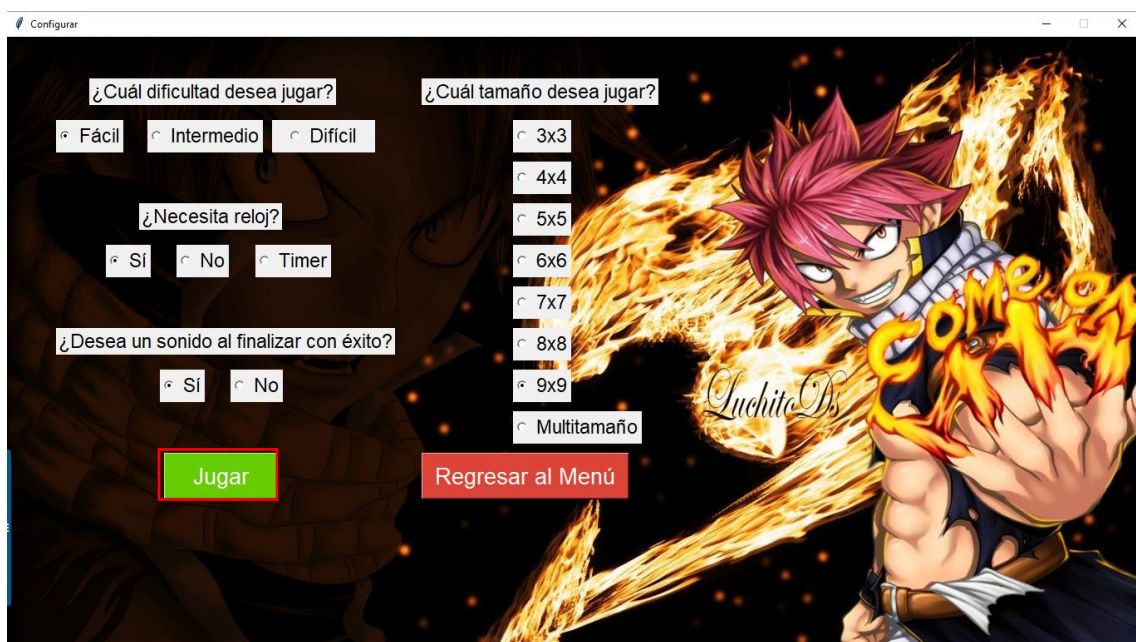 Configurar
¿Cuál dificultad desea jugar?
Fácil Intermedio Difícil
¿Necesita reloj?
Sí No Timer
¿Desea un sonido al finalizar con éxito?
Sí No
Jugar
¿Cuál tamaño desea jugar?
3x3
4x4
5x5
6x6
7x7
8x8
9x9
Multitamaño
Regresar al Menú
LuchitoDs
COME ON